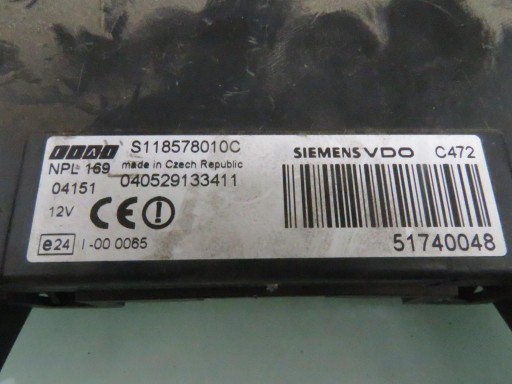 FIAT S118578010C SIEMENS VDO C472
NPL 169 made in Czech Republic
04151 040529133411
12V CE
e24 I-00 0065 51740048